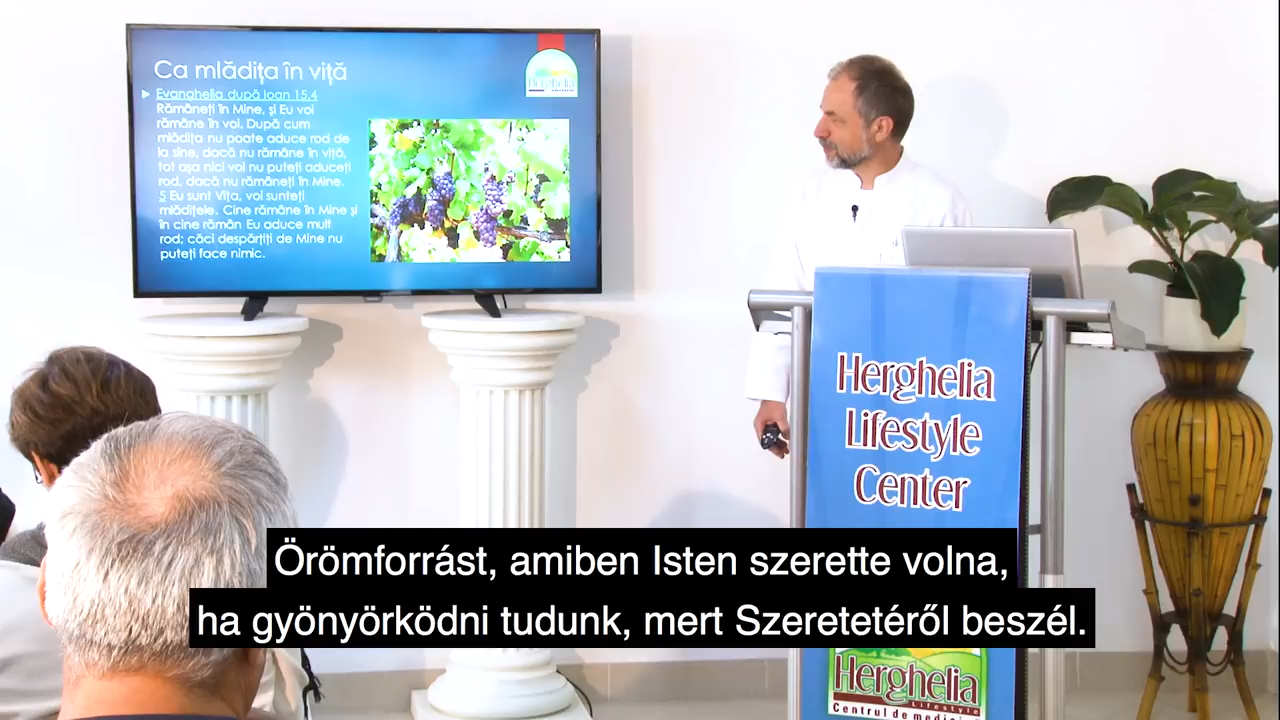 Ca mlădița în viță
Herghelia
Evanghelia după Ioan 15,4
Rămâneți în Mine, și Eu voi
rămâne în voi. După cum
mlădița nu poate aduce rod de
la sine, dacă nu rămâne în viță,
tot așa nici voi nu puteți aduceți
rod, dacă nu rămâneți în Mine.
5 Eu sunt Vița, voi sunteți
mlădițele. Cine rămâne în Mine și
în cine rămân Eu aduce mult
rod; căci despărțiți de Mine nu
puteți face nimic.
Herghelia
Lifestyle
Center
Örömforrást, amiben Isten szerette volna,
ha gyönyörködni tudunk, mert Szeretetéről beszél.
Herghelia
Lifestyle
Centrul de medicin